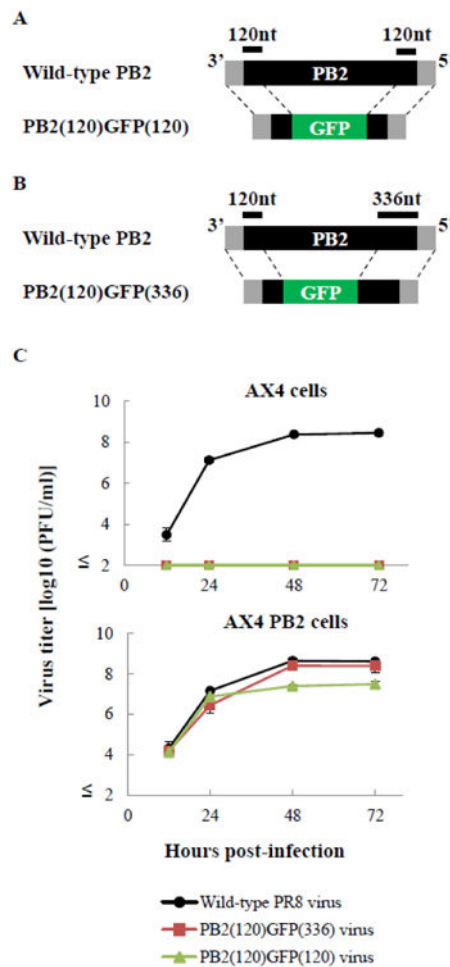 A
120nt 120nt
3’ 5’
Wild-type PB2 PB2
PB2(120)GFP(120) GFP
B
120nt 336nt
3’ 5’
Wild-type PB2 PB2
PB2(120)GFP(336) GFP
C
AX4 cells
10
8
6
4
≤ 2
0 24 48 72
Virus titer [log10 (PFU/ml)]
AX4 PB2 cells
10
8
6
4
≤ 2
0 24 48 72
Hours post-infection
Wild-type PR8 virus
PB2(120)GFP(336) virus
PB2(120)GFP(120) virus